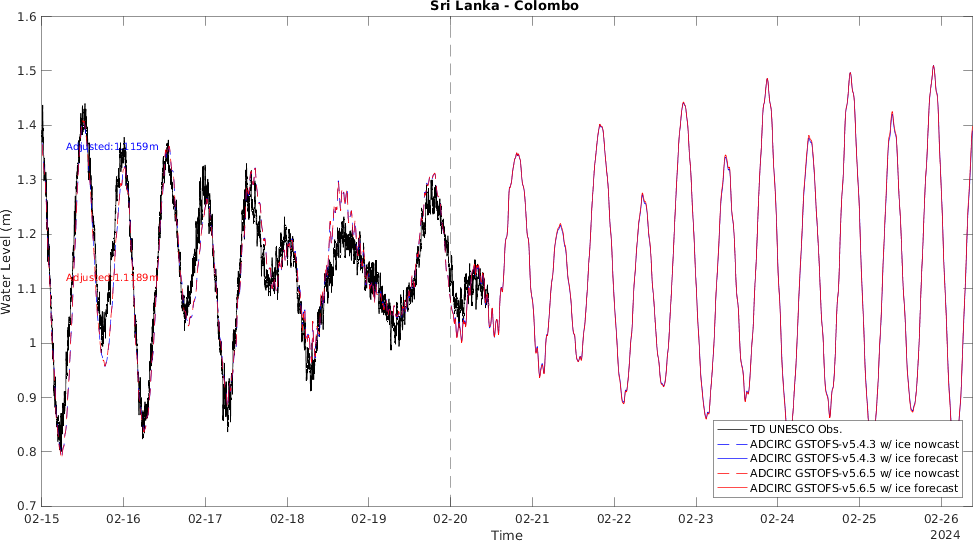 Sri Lanka - Colombo
Water Level (m)
1.6
1.5
1.4
1.3
1.2
1.1
1
0.9
0.8
0.7
Adjusted:1.1159m
Adjusted:1.1189m
TD UNESCO Obs.
ADCIRC GSTOFS-v5.4.3 w/ ice nowcast
ADCIRC GSTOFS-v5.4.3 w/ ice forecast
ADCIRC GSTOFS-v5.6.5 w/ ice nowcast
ADCIRC GSTOFS-v5.6.5 w/ ice forecast
02-15 02-16 02-17 02-18 02-19 02-20 02-21 02-22 02-23 02-24 02-25 02-26
Time
2024